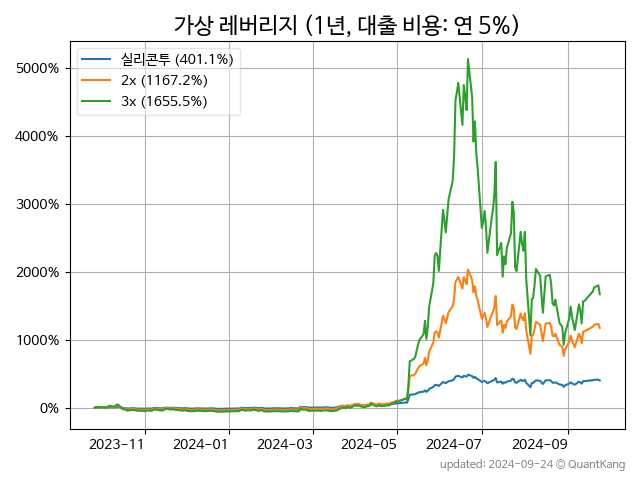 가상 레버리지 (1년, 대출 비용: 연 5%)
실리콘투 (401.1%)
2x (1167.2%)
3x (1655.5%)
5000%
4000%
3000%
2000%
1000%
0%
2023-11 2024-01 2024-03 2024-05 2024-07 2024-09
updated: 2024-09-24 @ QuantKang